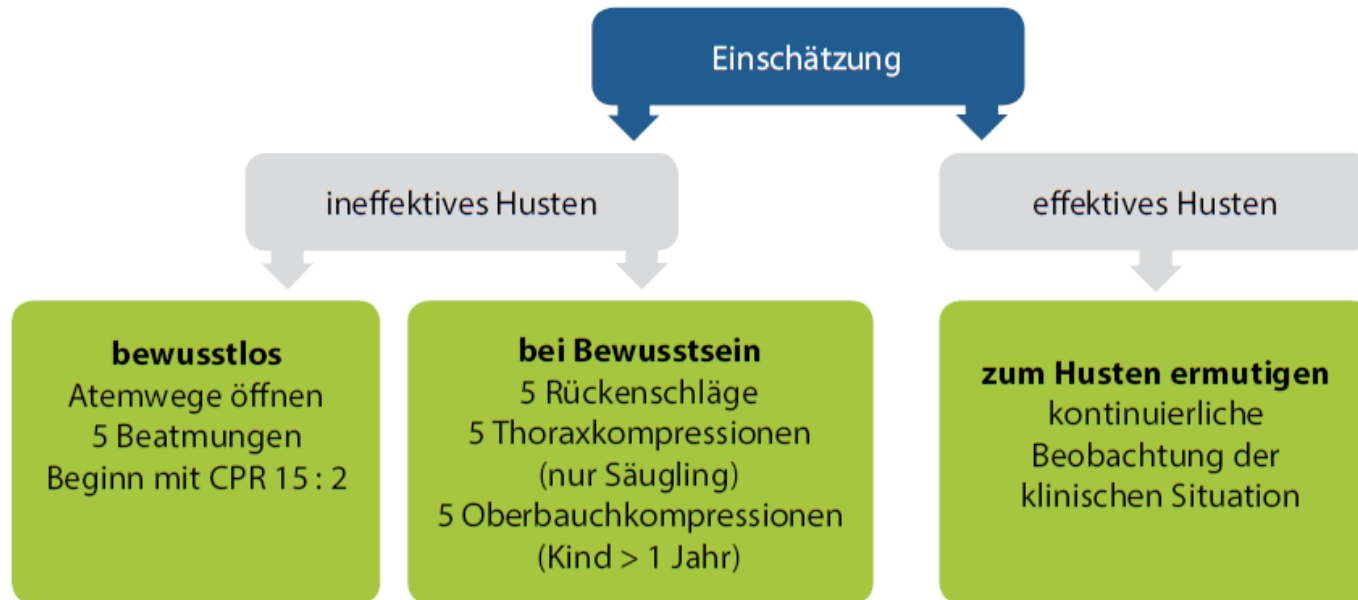 Einschätzung
ineffektives Husten
effektives Husten
bewusstlos
Atemwege öffnen
5 Beatmungen
Beginn mit CPR 15 : 2
bei Bewusstsein
5 Rückenschläge
5 Thoraxkompressionen
(nur Säugling)
5 Oberbauchkompressionen
(Kind > 1 Jahr)
zum Husten ermutigen
kontinuierliche
Beobachtung der
klinischen Situation